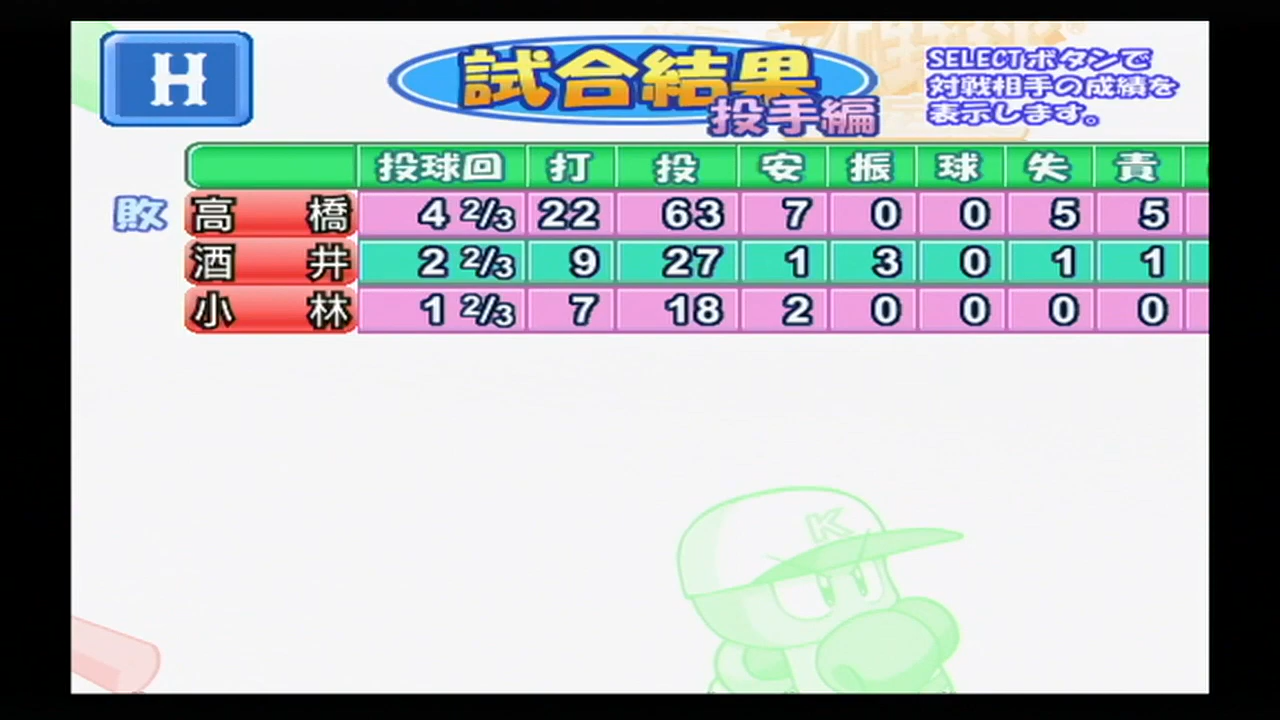 H
試合結果
投手編
SELECTボタンで
対戦相手の成績を
表示します。
投球回 打 投 安 振 球 失 責
敗 高橋 4 2/3 22 63 7 0 0 5 5
酒井 2 2/3 9 27 1 3 0 1 1
小林 1 2/3 7 18 2 0 0 0 0
K